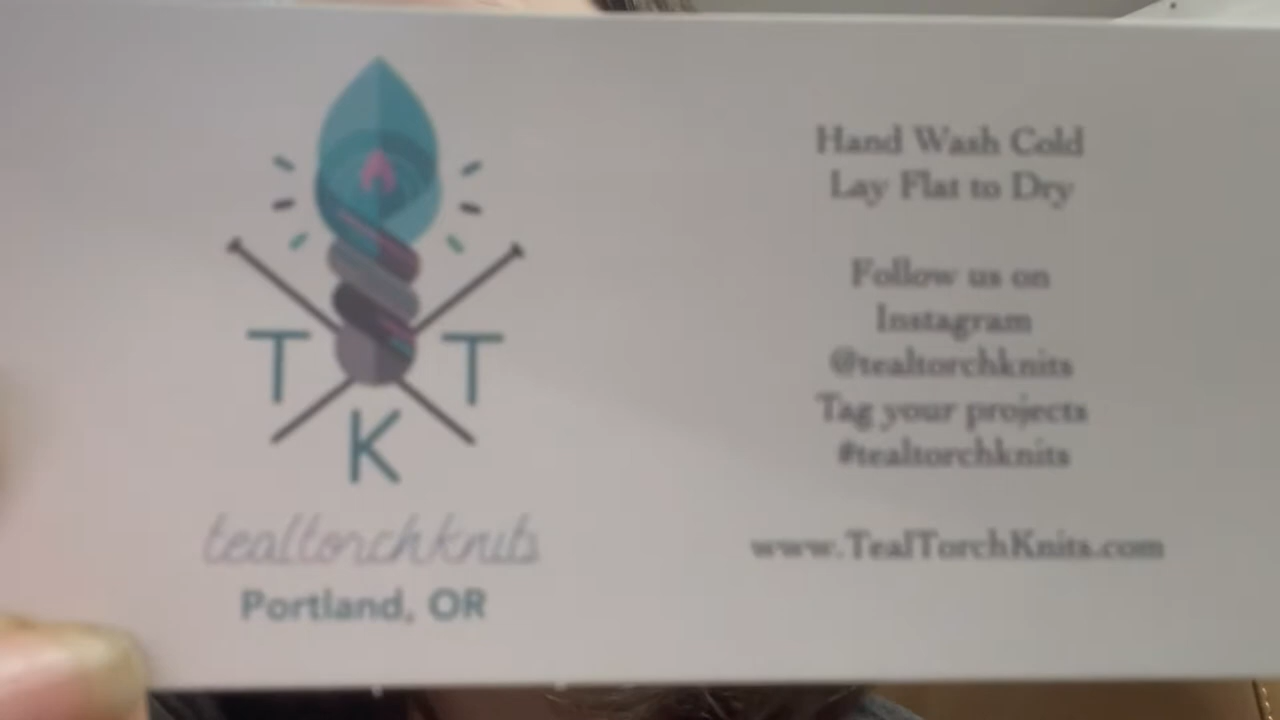 T T
K
tealtorchknits
Portland, OR
Hand Wash Cold
Lay Flat to Dry
Follow us on
Instagram
@tealtorchknits
Tag your projects
#tealtorchknits
www.TealTorchKnits.com